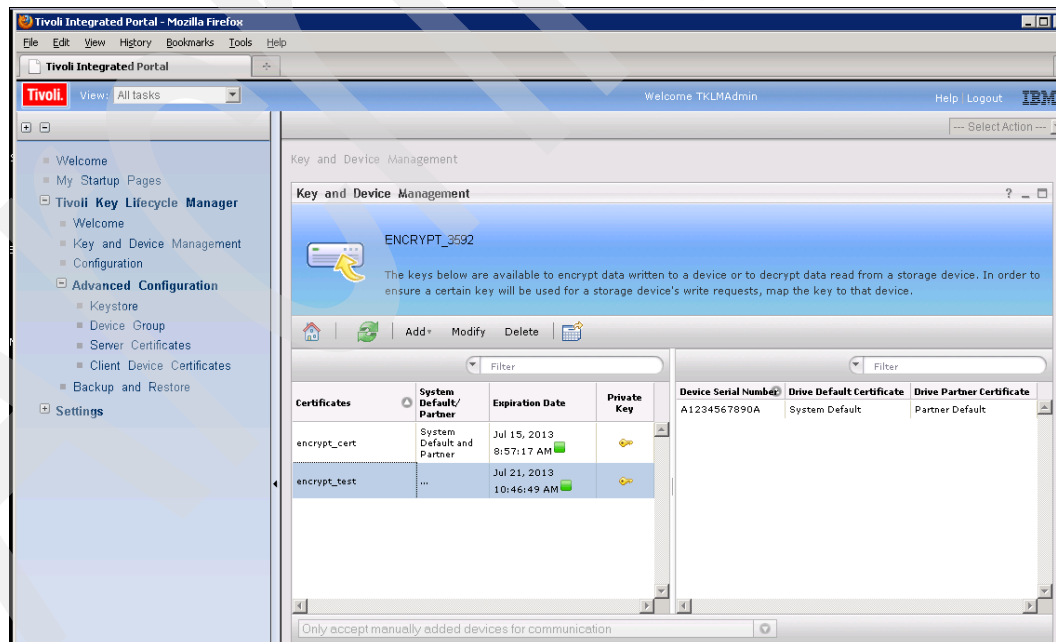 Tivoli Integrated Portal - Mozilla Firefox
File Edit View History Bookmarks Tools Help
Tivoli Integrated Portal
Tivoli. View: All tasks Welcome TKLMAdmin Help | Logout IBM
--- Select Action ---
Welcome
My Startup Pages
Tivoli Key Lifecycle Manager
Welcome
Key and Device Management
Configuration
Advanced Configuration
Keystore
Device Group
Server Certificates
Client Device Certificates
Backup and Restore
Settings
Key and Device Management
Key and Device Management
ENCRYPT_3592
The keys below are available to encrypt data written to a device or to decrypt data read from a storage device. In order to
ensure a certain key will be used for a storage device's write requests, map the key to that device.
Add Modify Delete
Filter
Certificates System Default/ Partner Expiration Date Private Key
encrypt_cert System Default and Partner Jul 15, 2013 8:57:17 AM
encrypt_test ... Jul 21, 2013 10:46:49 AM
Filter
Device Serial Number Drive Default Certificate Drive Partner Certificate
A1234567890A System Default Partner Default
Only accept manually added devices for communication